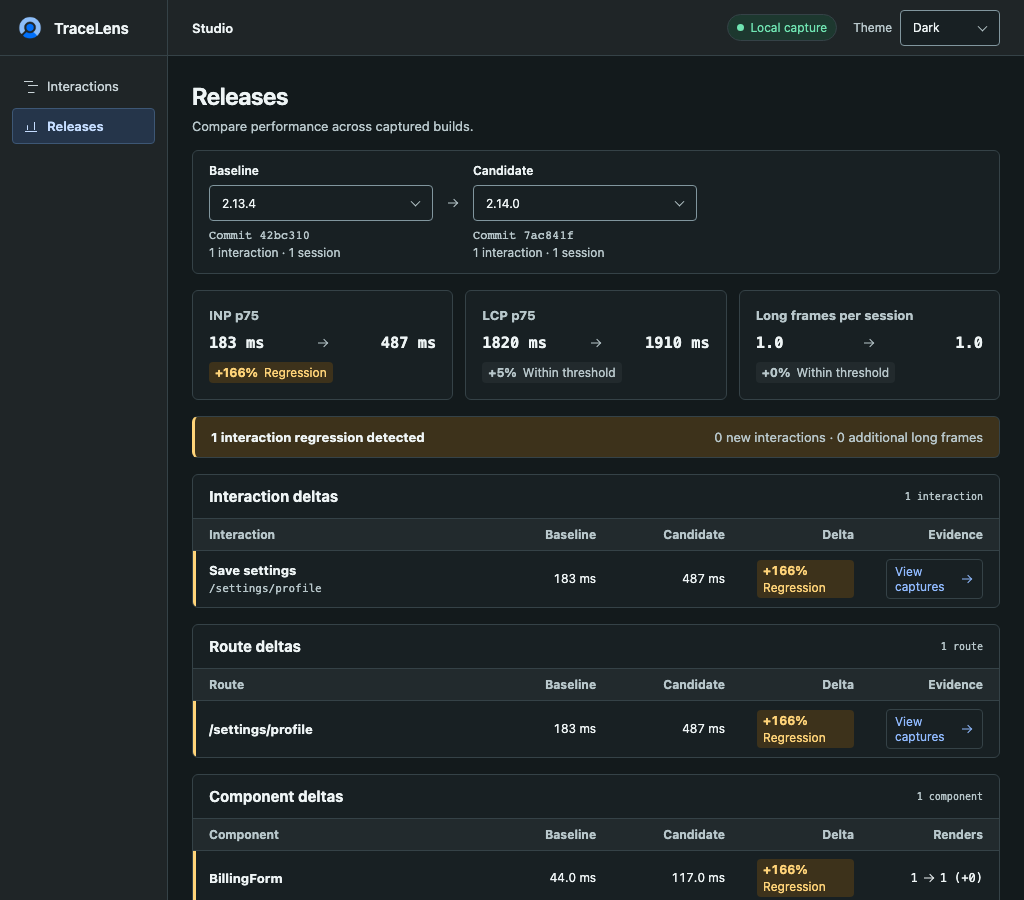 TraceLens
Studio
Local capture
Theme
Dark
Interactions
Releases
Releases
Compare performance across captured builds.
Baseline
Candidate
2.13.4
→
2.14.0
Commit 42bc310
Commit 7ac841f
1 interaction · 1 session
1 interaction · 1 session
INP p75
183 ms → 487 ms
+166% Regression
LCP p75
1820 ms → 1910 ms
+5% Within threshold
Long frames per session
1.0 → 1.0
+0% Within threshold
1 interaction regression detected
0 new interactions · 0 additional long frames
Interaction deltas
1 interaction
Interaction Baseline Candidate Delta Evidence
Save settings
/settings/profile
183 ms
487 ms
+166%
Regression
View
captures →
Route deltas
1 route
Route Baseline Candidate Delta Evidence
/settings/profile
183 ms
487 ms
+166%
Regression
View
captures →
Component deltas
1 component
Component Baseline Candidate Delta Renders
BillingForm
44.0 ms
117.0 ms
+166%
Regression
1 → 1 (+0)